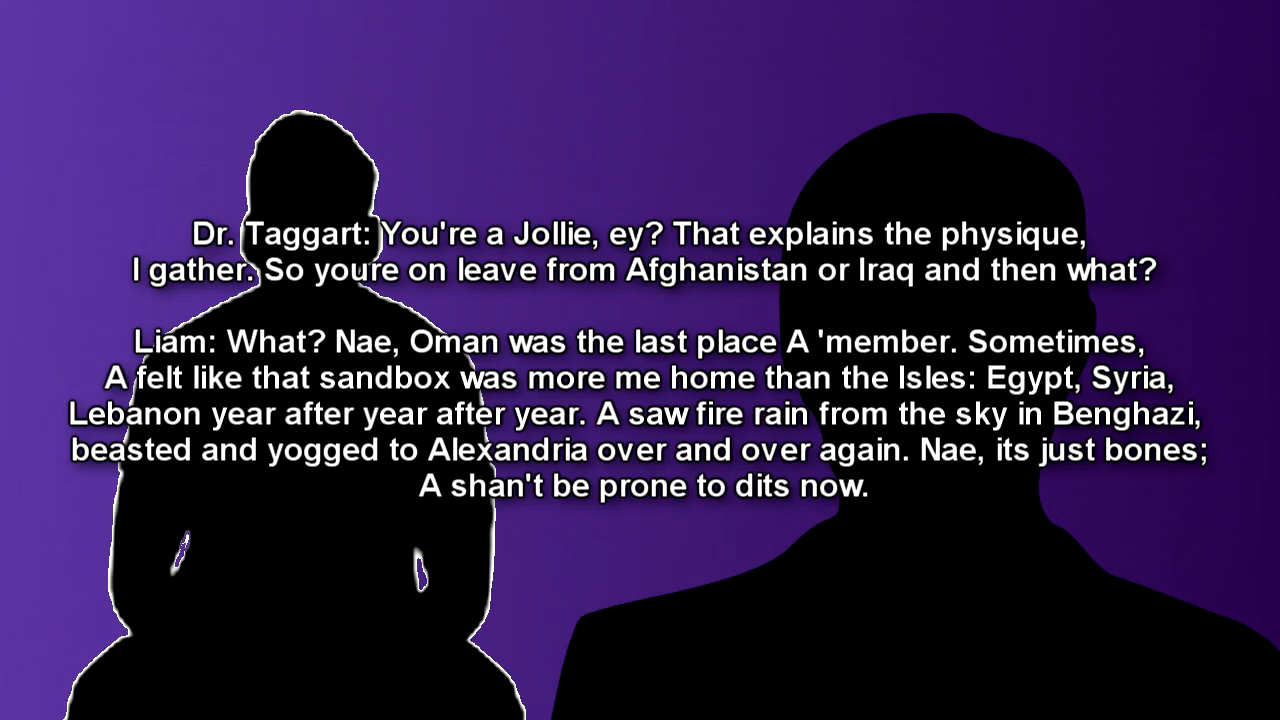 Dr. Taggart: You're a Jollie, ey? That explains the physique,
I gather. So youre on leave from Afghanistan or Iraq and then what?
Liam: What? Nae, Oman was the last place A 'member. Sometimes,
A felt like that sandbox was more me home than the Isles: Egypt, Syria,
Lebanon year after year after year. A saw fire rain from the sky in Benghazi,
beasted and yogged to Alexandria over and over again. Nae, its just bones;
A shan't be prone to dits now.